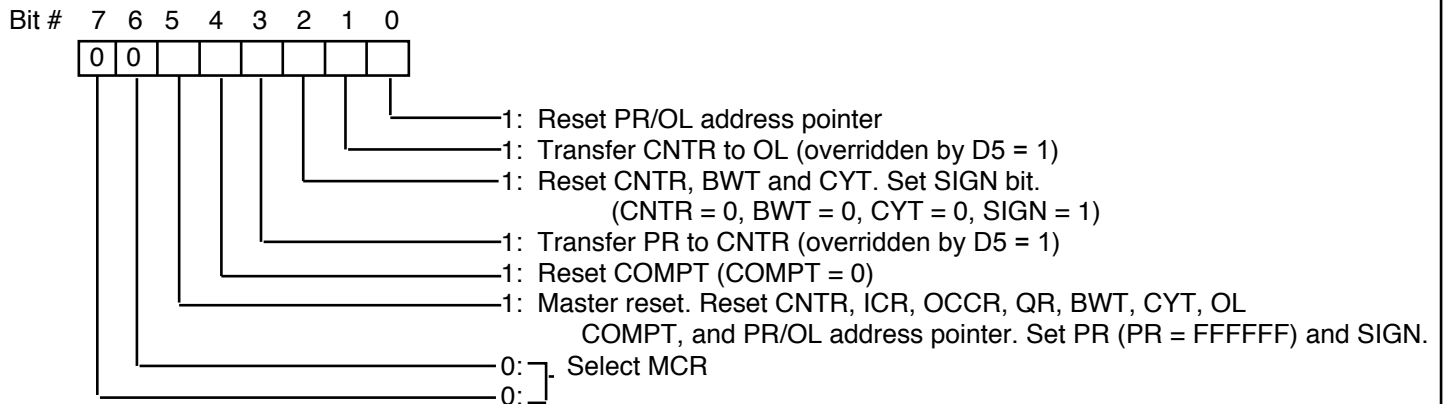 Bit # 7 6 5 4 3 2 1 0
0 0
1: Reset PR/OL address pointer
1: Transfer CNTR to OL (overridden by D5 = 1)
1: Reset CNTR, BWT and CYT. Set SIGN bit.
(CNTR = 0, BWT = 0, CYT = 0, SIGN = 1)
1: Transfer PR to CNTR (overridden by D5 = 1)
1: Reset COMPT (COMPT = 0)
1: Master reset. Reset CNTR, ICR, OCCR, QR, BWT, CYT, OL
COMPT, and PR/OL address pointer. Set PR (PR = FFFFFF) and SIGN.
0: Select MCR
0: